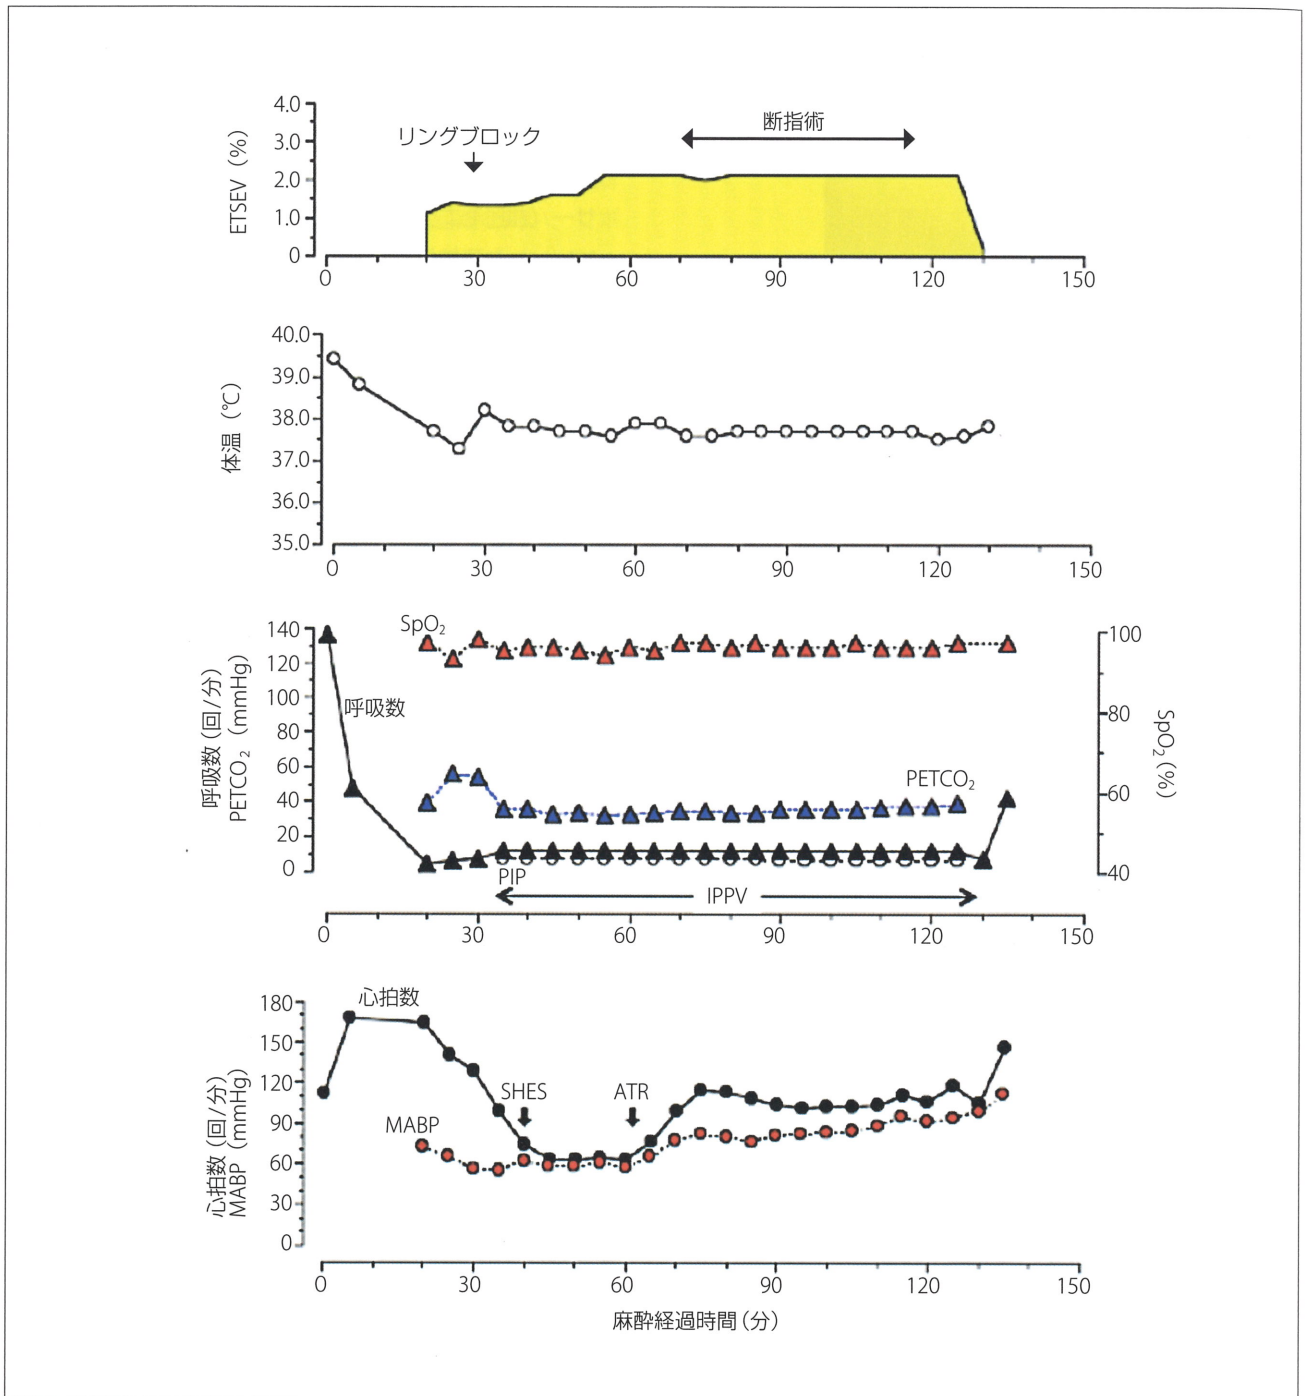 4.0
3.0
2.0
1.0
0
ETSEV (%)
リングブロック
断指術
0 30 60 90 120 150
40.0
39.0
38.0
37.0
36.0
35.0
体温 (℃)
0 30 60 90 120 150
140
120
100
80
60
40
20
0
呼吸数(回/分)
PETCO₂ (mmHg)
SpO₂
呼吸数
PETCO₂
PIP
IPPV
100
80
60
40
SpO₂(%)
0 30 60 90 120 150
180
150
120
90
60
30
0
心拍数(回/分)
MABP (mmHg)
心拍数
SHES
ATR
MABP
0 30 60 90 120 150
麻酔経過時間(分)